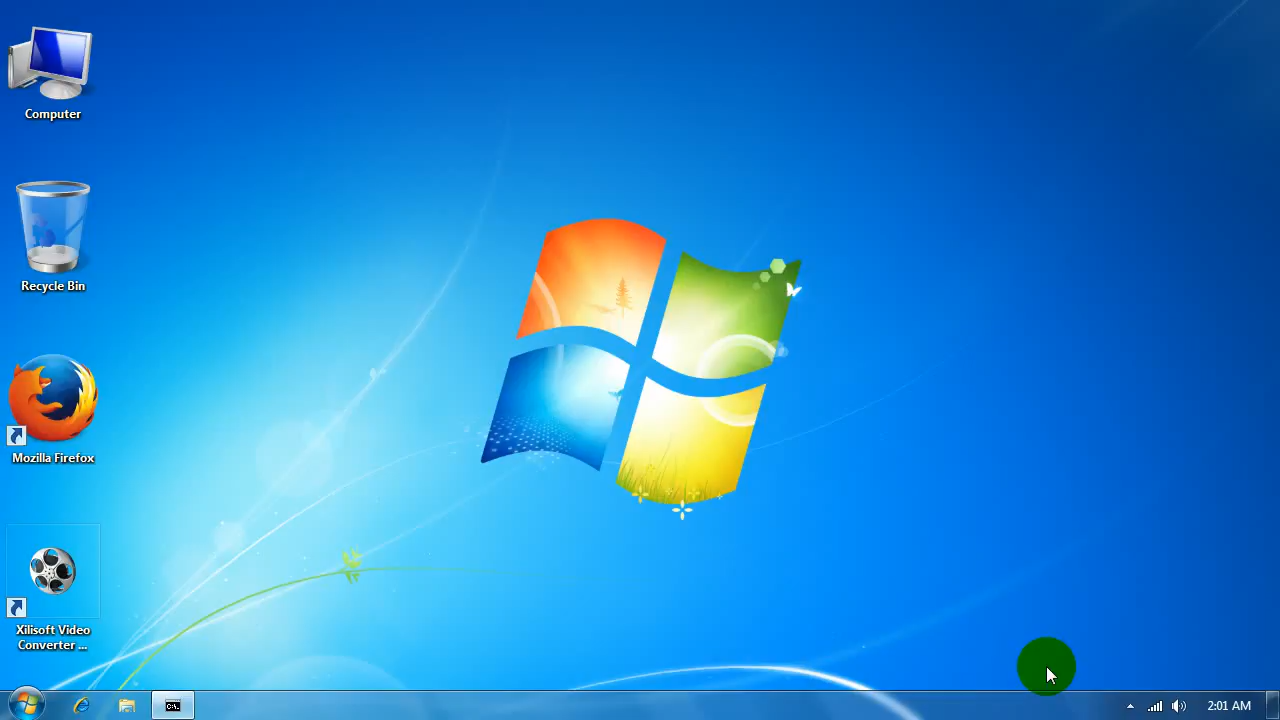 Computer
Recycle Bin
Mozilla Firefox
Xilisoft Video
Converter ...
C:\.
2:01 AM